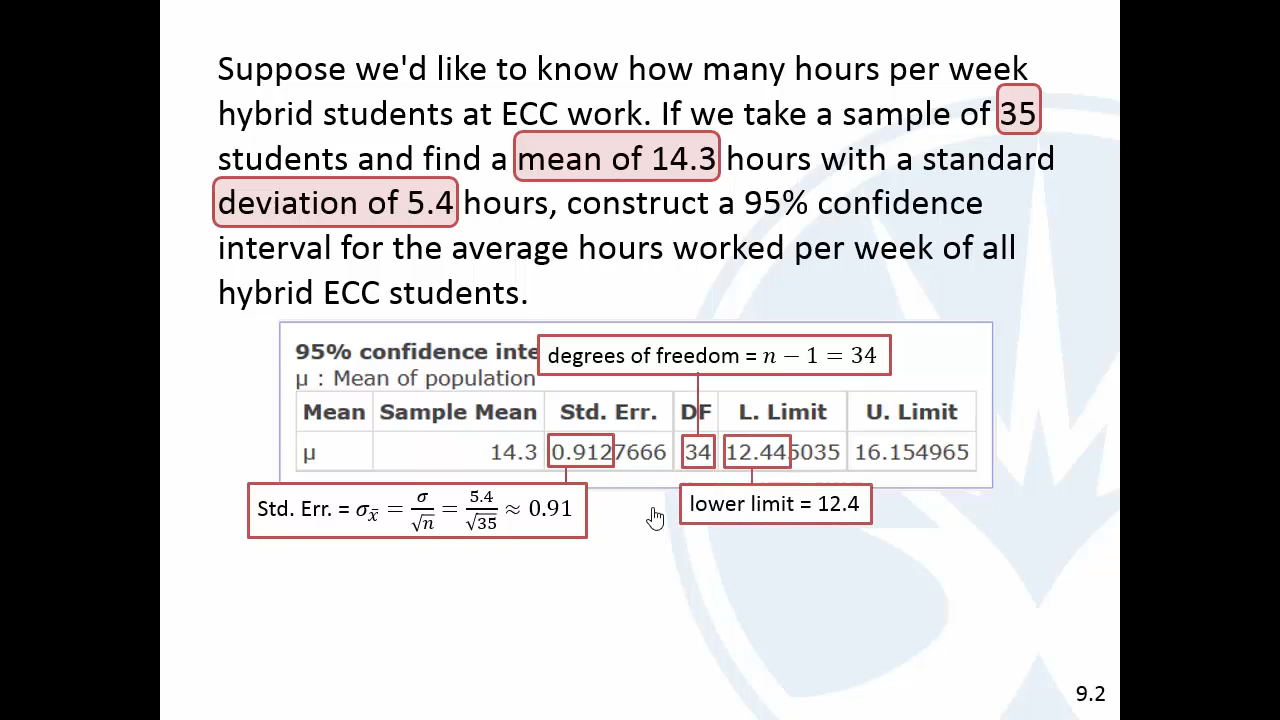 Suppose we'd like to know how many hours per week
hybrid students at ECC work. If we take a sample of 35
students and find a mean of 14.3 hours with a standard
deviation of 5.4 hours, construct a 95% confidence
interval for the average hours worked per week of all
hybrid ECC students.
95% confidence inte
degrees of freedom = n − 1 = 34
μ : Mean of population
Mean Sample Mean Std. Err. DF L. Limit U. Limit
μ 14.3 0.9127666 34 12.445035 16.154965
Std. Err. = σx̄ = σ/√n = 5.4/√35 ≈ 0.91
lower limit = 12.4
9.2